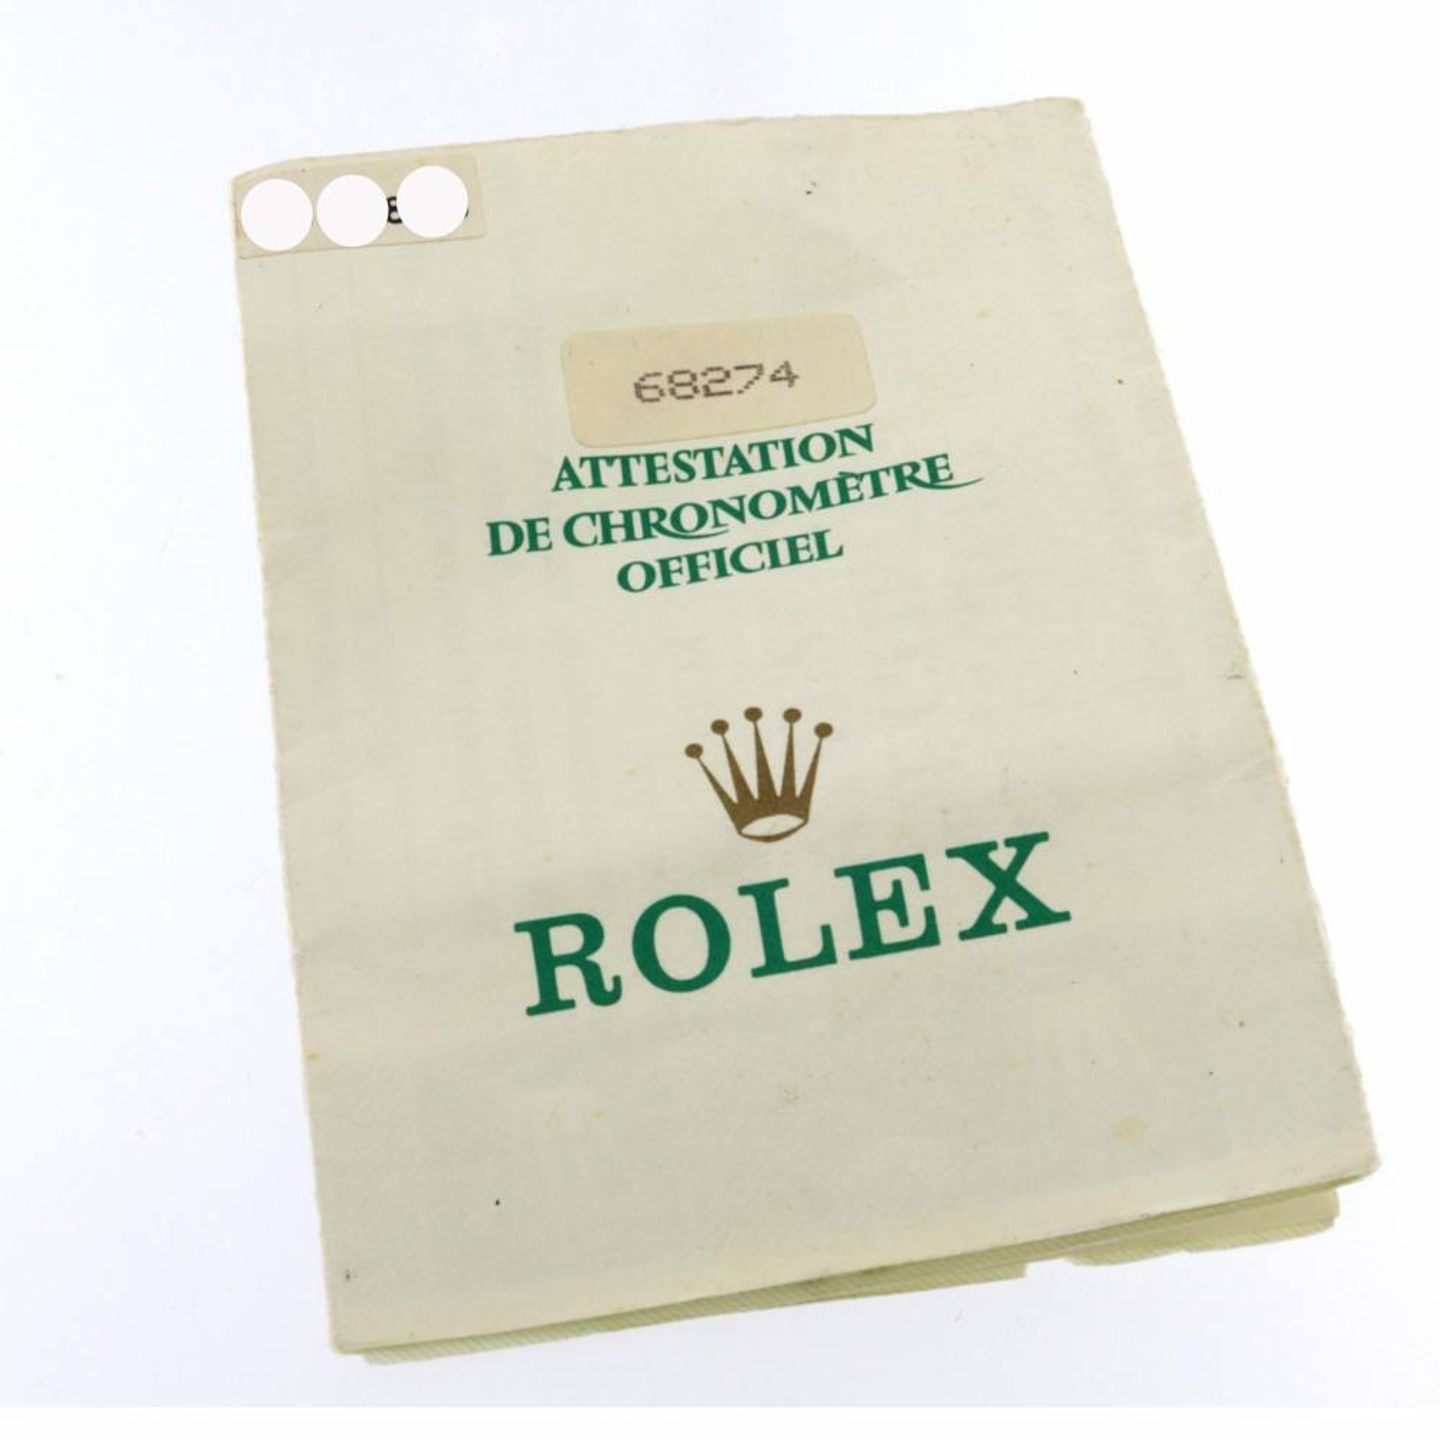 68274
ATTESTATION
DE CHRONOMÈTRE
OFFICIEL
ROLEX